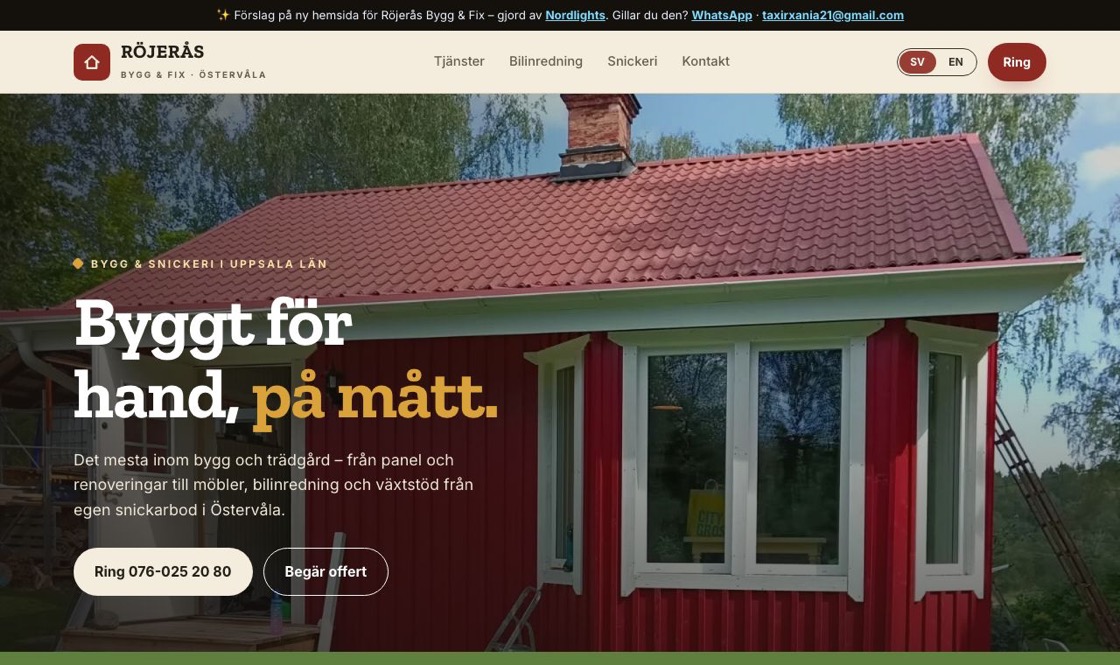 ✨ Förslag på ny hemsida för Röjerås Bygg & Fix – gjord av Nordlights. Gillar du den? WhatsApp · taxirxania21@gmail.com
RÖJERÅS
BYGG & FIX · ÖSTERVÅLA
Tjänster Bilinredning Snickeri Kontakt
SV EN
Ring
BYGG & SNICKERI I UPPSALA LÄN
Byggt för
hand, på mått.
Det mesta inom bygg och trädgård – från panel och
renoveringar till möbler, bilinredning och växtstöd från
egen snickarbod i Östervåla.
Ring 076-025 20 80
Begär offert
CITY
GROSS